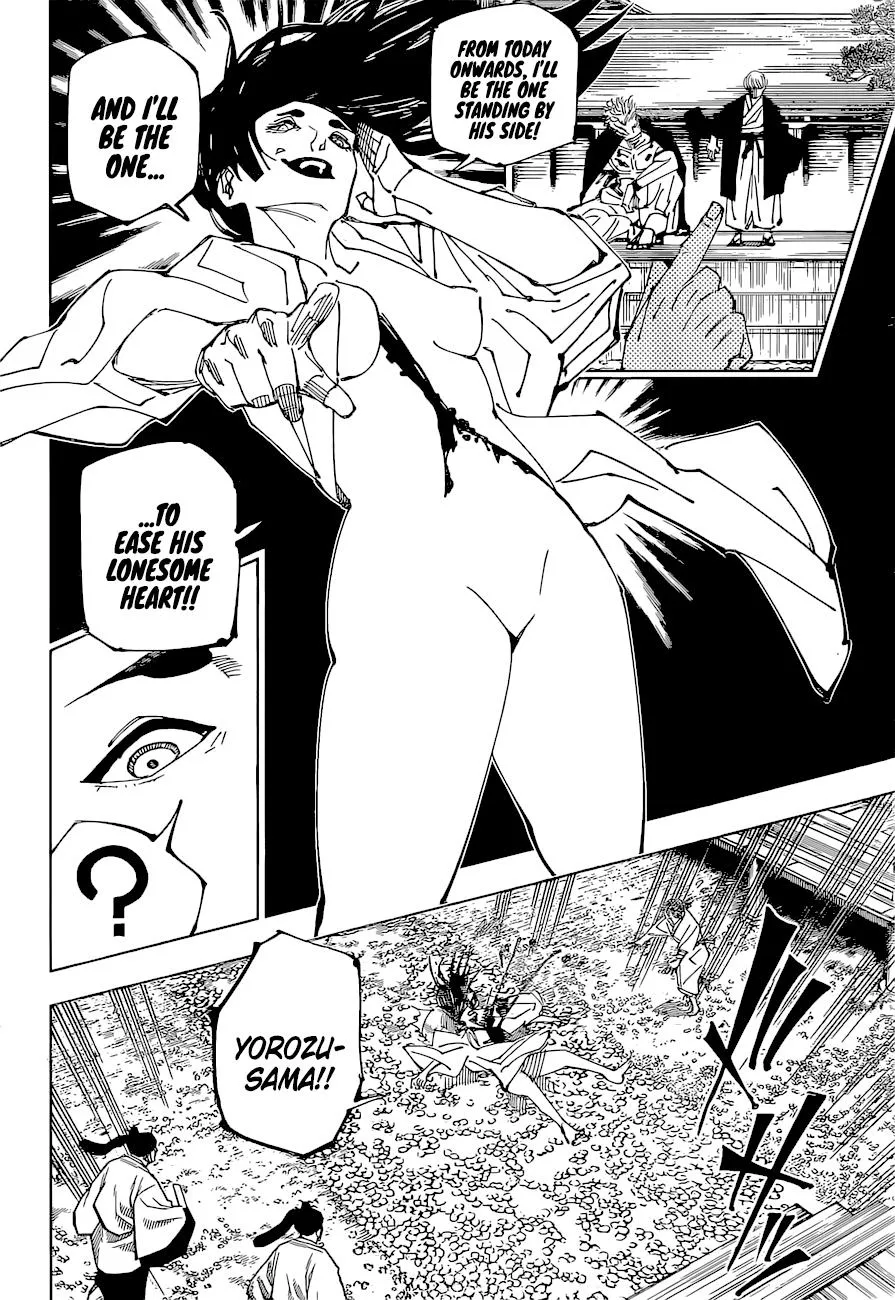 FROM TODAY
ONWARDS, I'LL
BE THE ONE
STANDING BY
HIS SIDE!
AND I'LL
BE THE
ONE...
...TO
EASE HIS
LONESOME
HEART!!
?
YOROZU-
SAMA!!